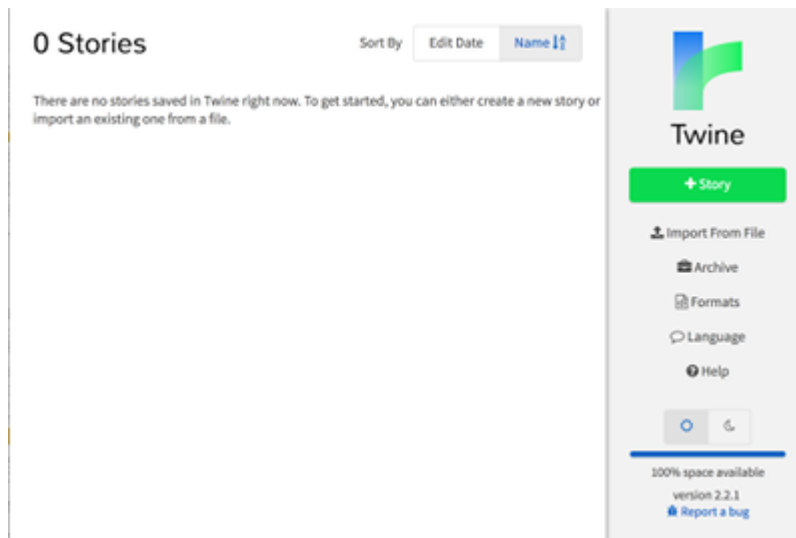 0 Stories
Sort By Edit Date Name
There are no stories saved in Twine right now. To get started, you can either create a new story or
import an existing one from a file.
Twine
+ Story
Import From File
Archive
Formats
Language
Help
100% space available
version 2.2.1
Report a bug